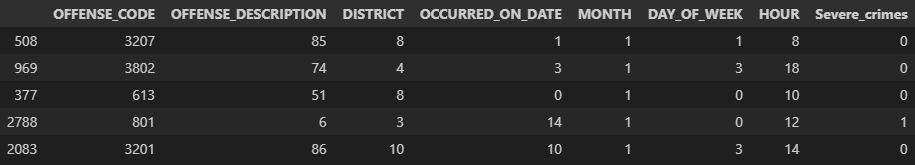 OFFENSE_CODE OFFENSE_DESCRIPTION DISTRICT OCCURRED_ON_DATE MONTH DAY_OF_WEEK HOUR Severe_crimes
508 3207 85 8 1 1 1 8 0
969 3802 74 4 3 1 3 18 0
377 613 51 8 0 1 0 10 0
2788 801 6 3 14 1 0 12 1
2083 3201 86 10 10 1 3 14 0